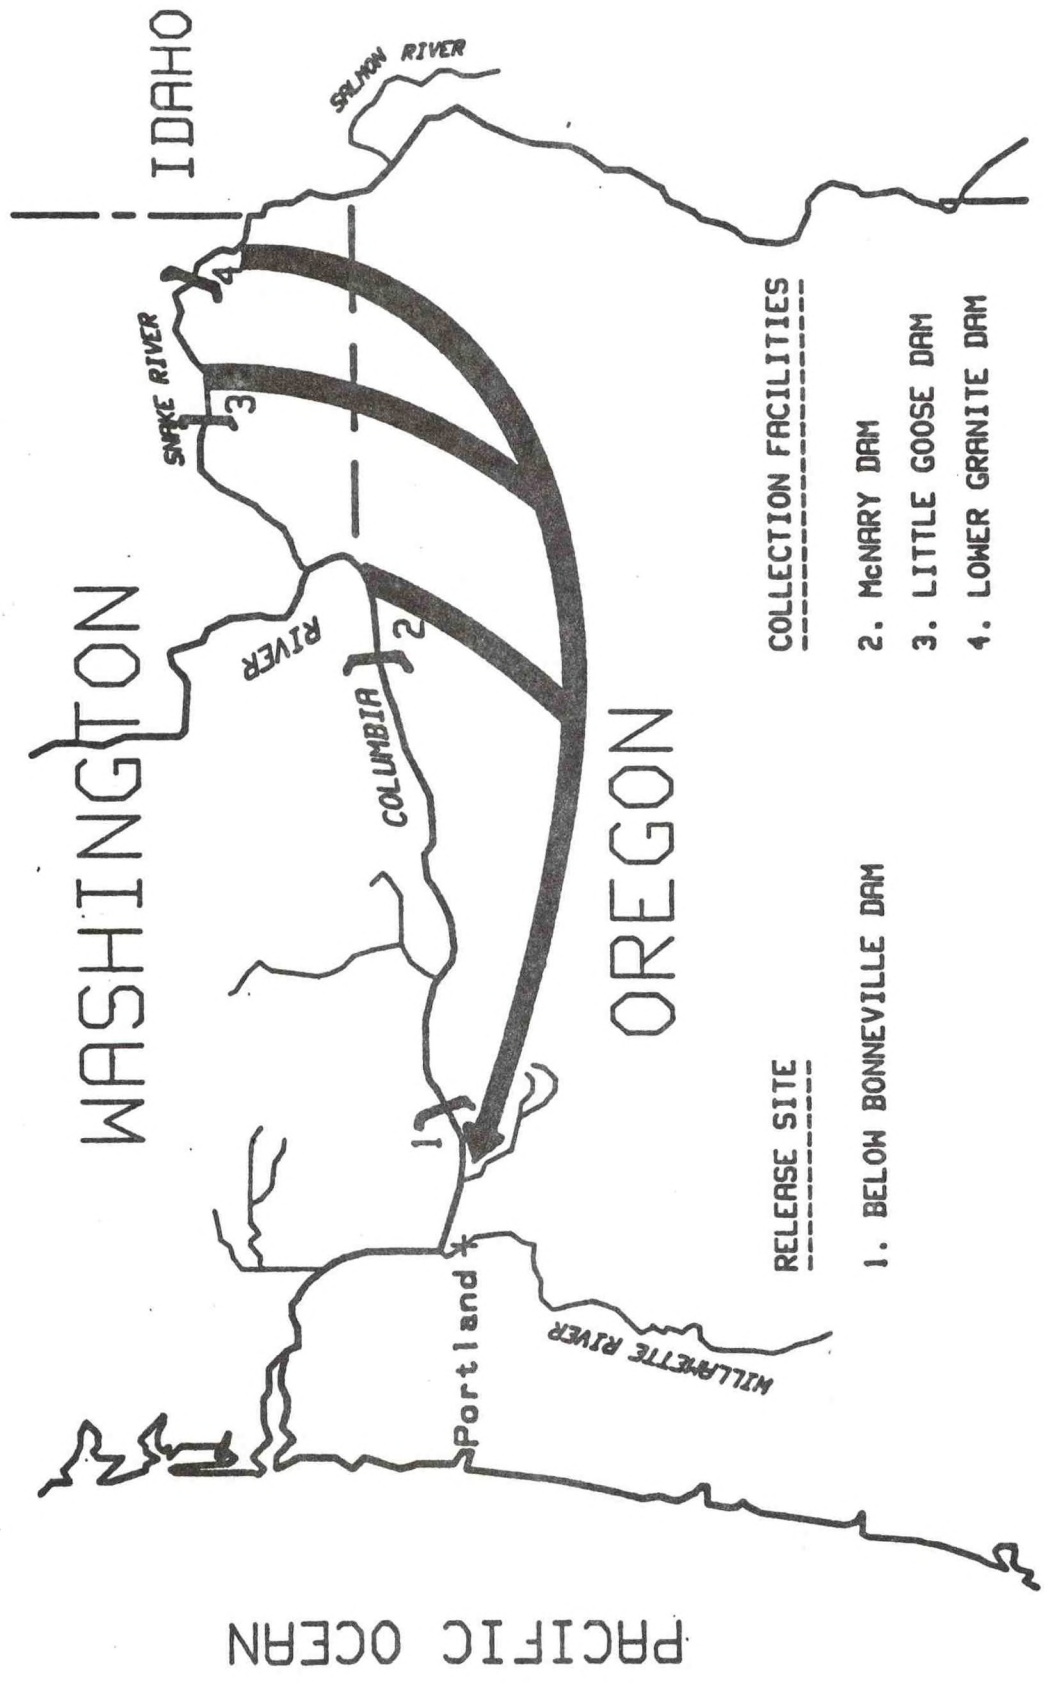 WASHINGTON
IDAHO
SNAKE RIVER
SALMON RIVER
COLUMBIA
RIVER
4
3
2
1
Portland
WILLAMETTE RIVER
OREGON
PACIFIC OCEAN
RELEASE SITE
1. BELOW BONNEVILLE DAM
COLLECTION FACILITIES
2. McNARY DAM
3. LITTLE GOOSE DAM
4. LOWER GRANITE DAM